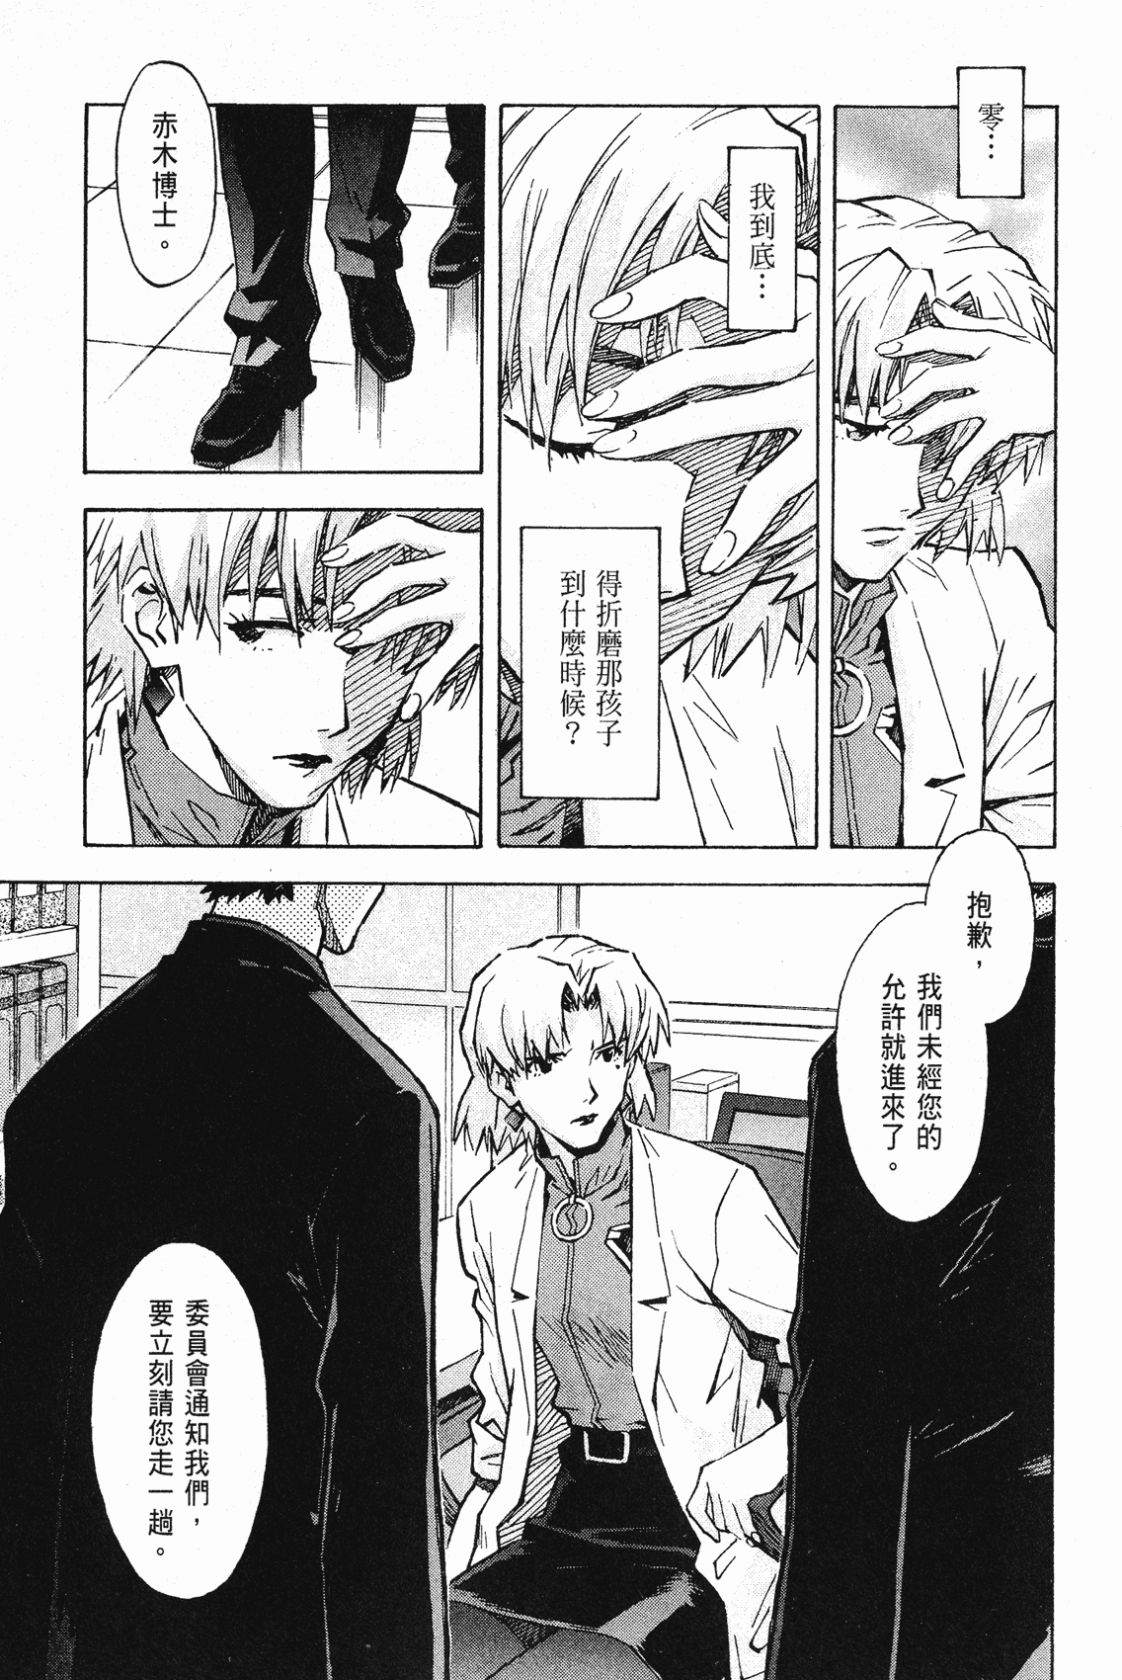 零⋯
我到底⋯
得折磨那孩子
到什麼時候？
赤木博士。
抱歉，
我們未經您的
允許就進來了。
委員會通知我們，
要立刻請您走一趟。